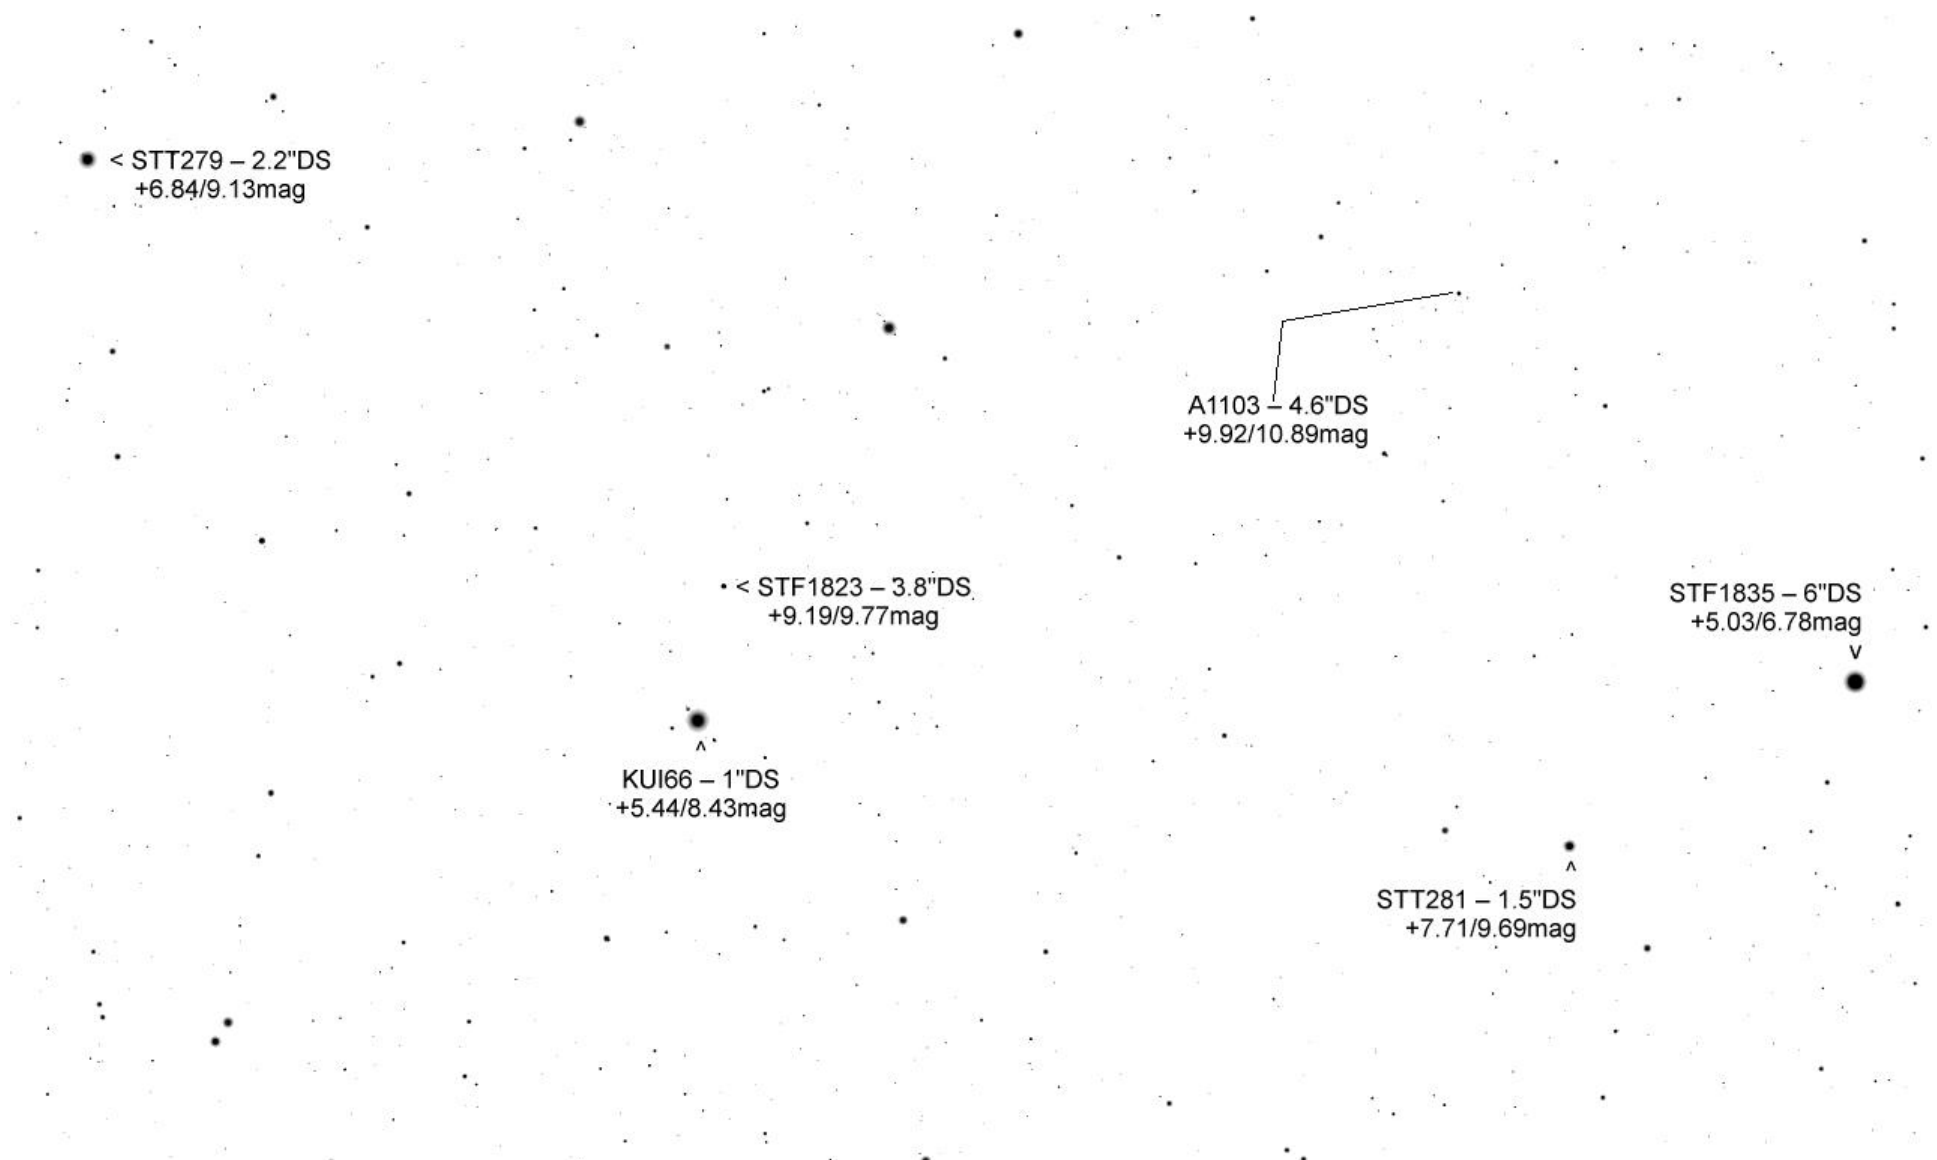 < STT279 – 2.2"DS
+6.84/9.13mag
A1103 – 4.6"DS
+9.92/10.89mag
< STF1823 – 3.8"DS
+9.19/9.77mag
STF1835 – 6"DS
+5.03/6.78mag
v
^
KUI66 – 1"DS
+5.44/8.43mag
^
STT281 – 1.5"DS
+7.71/9.69mag